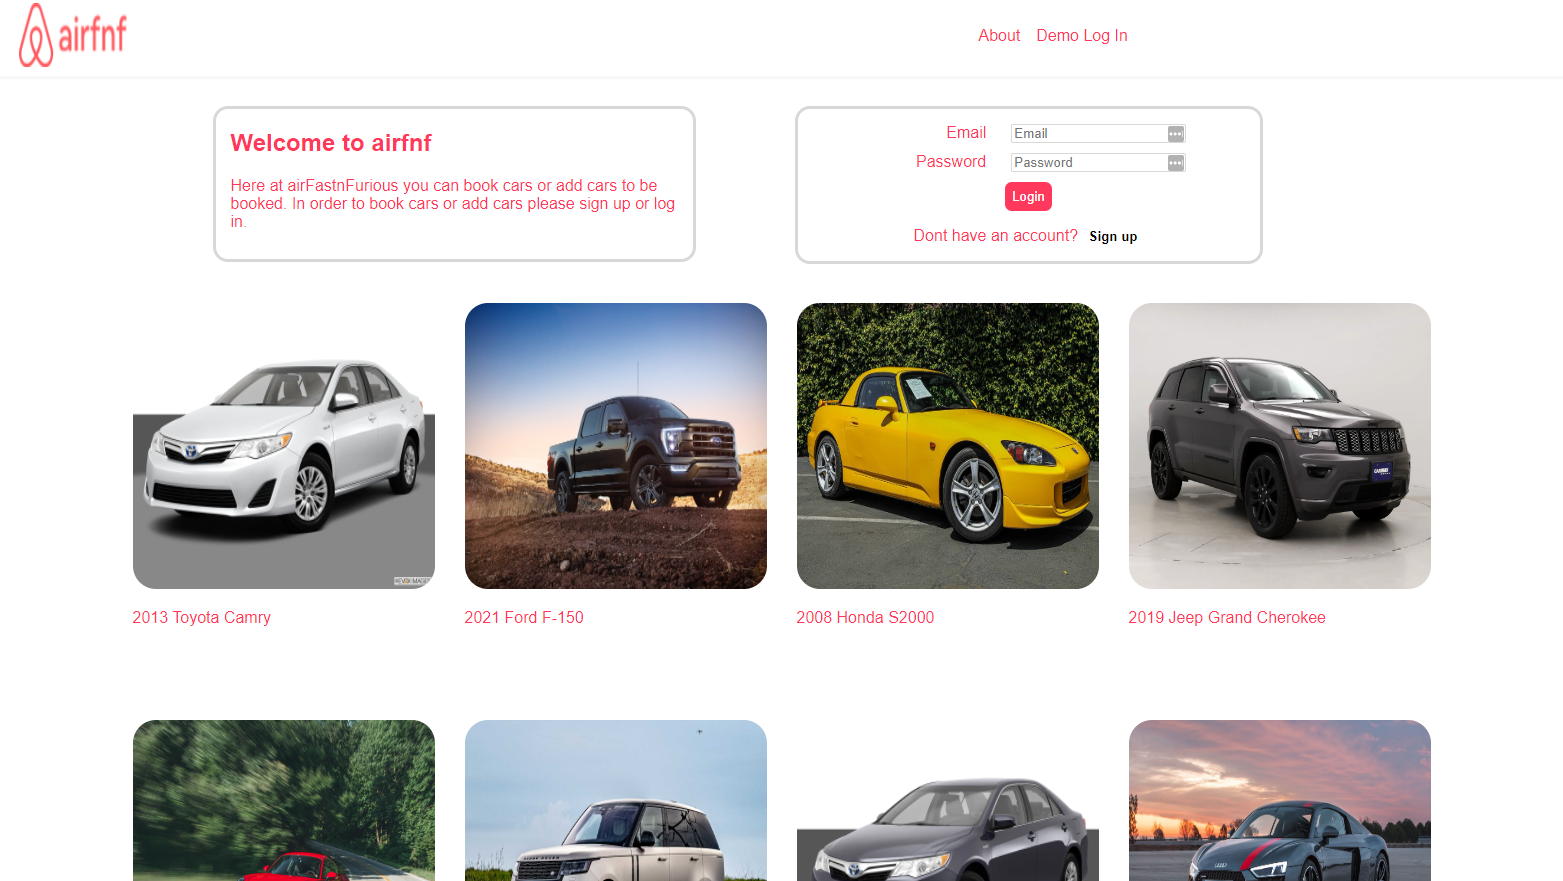 airfnf
About Demo Log In
Welcome to airfnf
Here at airFastnFurious you can book cars or add cars to be
booked. In order to book cars or add cars please sign up or log
in.
Email Email
Password Password
Login
Dont have an account? Sign up
2013 Toyota Camry
2021 Ford F-150
2008 Honda S2000
2019 Jeep Grand Cherokee